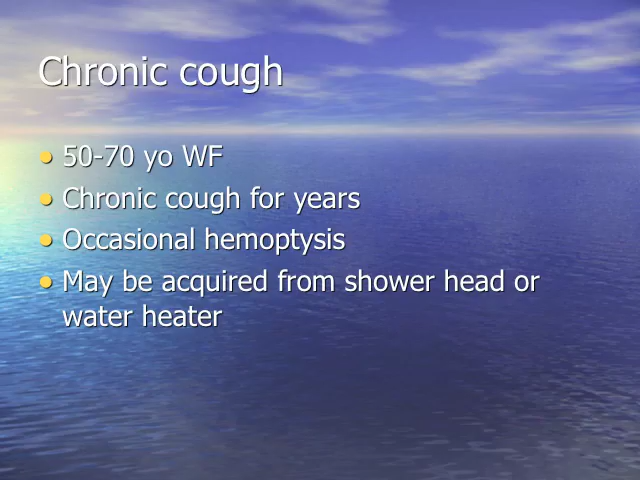 Chronic cough
• 50-70 yo WF
• Chronic cough for years
• Occasional hemoptysis
• May be acquired from shower head or
water heater